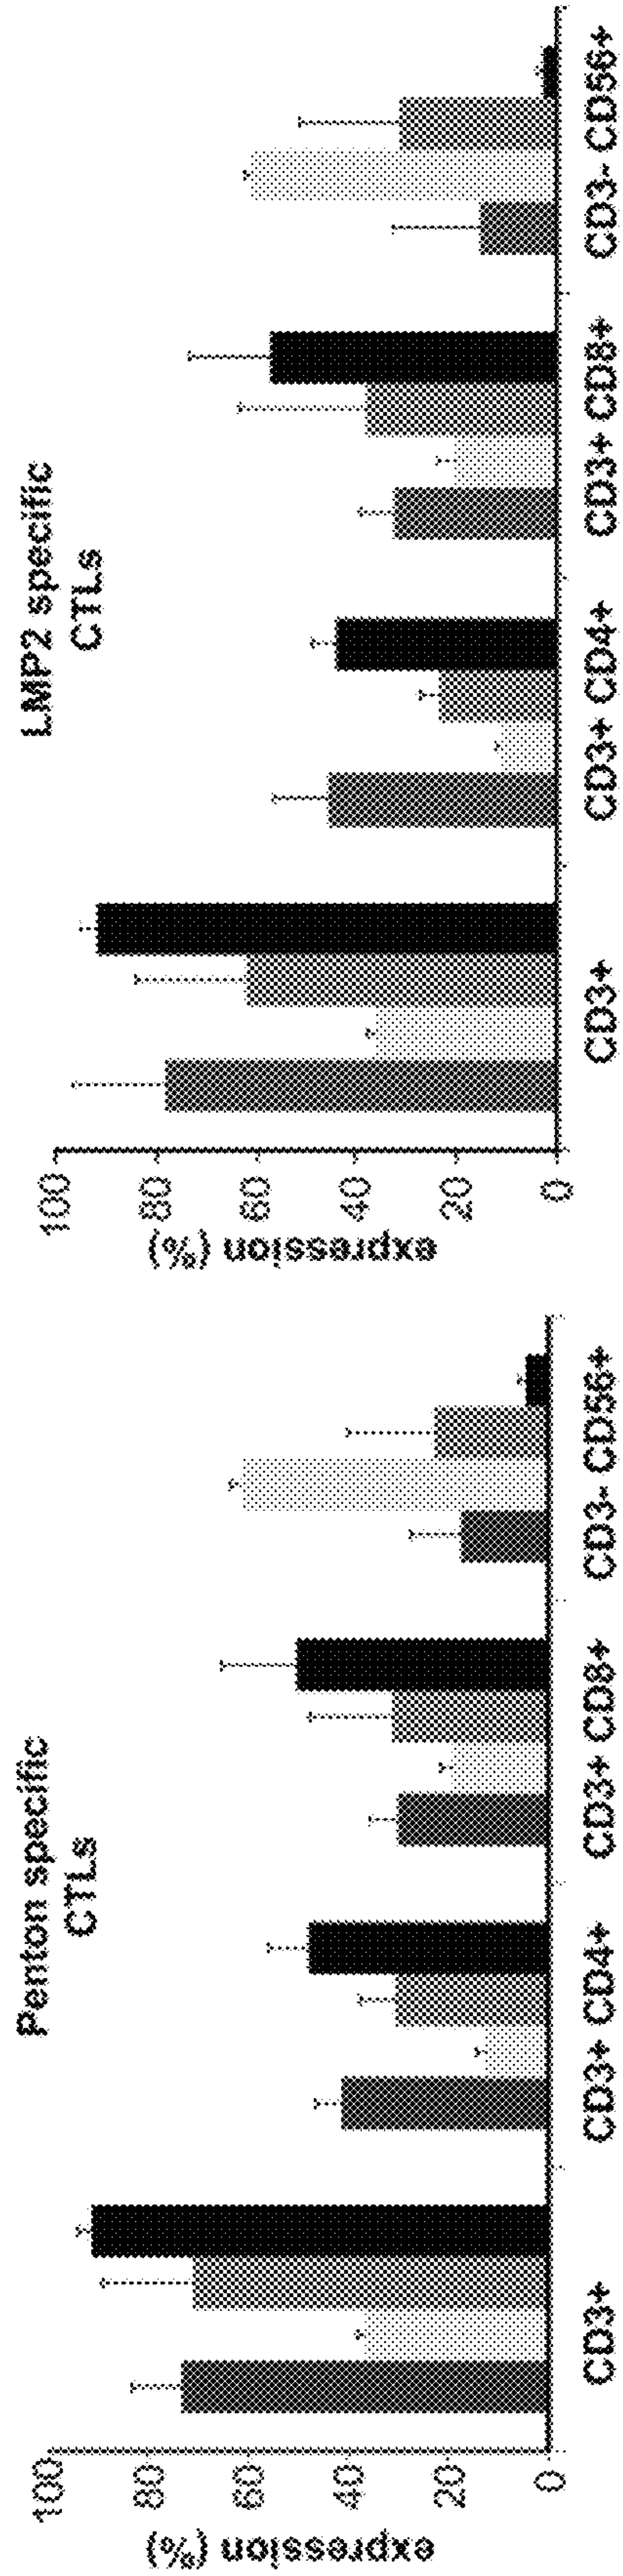 Penton specific
CTLs
expression (%)
100
80
60
40
20
0
CD3+
CD3+ CD4+
CD3+ CD8+
CD3- CD56+
LMP2 specific
CTLs
expression (%)
100
80
60
40
20
0
CD3+
CD3+ CD4+
CD3+ CD8+
CD3- CD56+